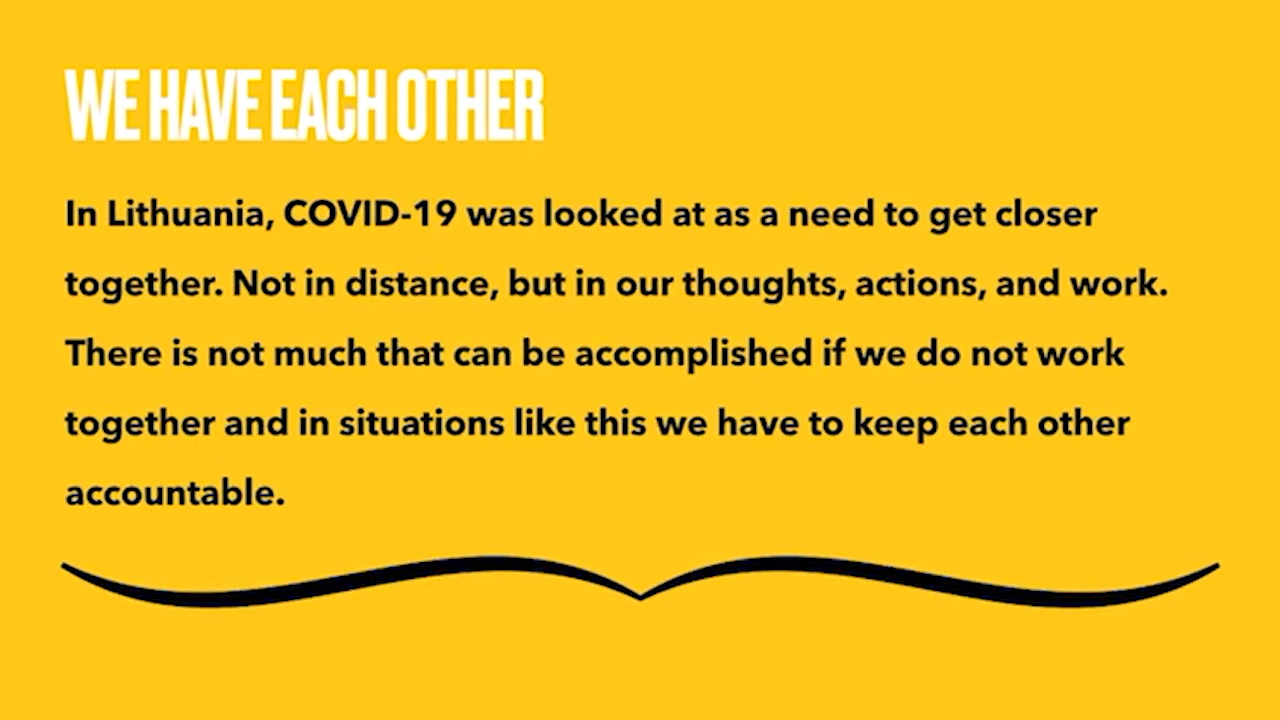 WE HAVE EACH OTHER
In Lithuania, COVID-19 was looked at as a need to get closer
together. Not in distance, but in our thoughts, actions, and work.
There is not much that can be accomplished if we do not work
together and in situations like this we have to keep each other
accountable.